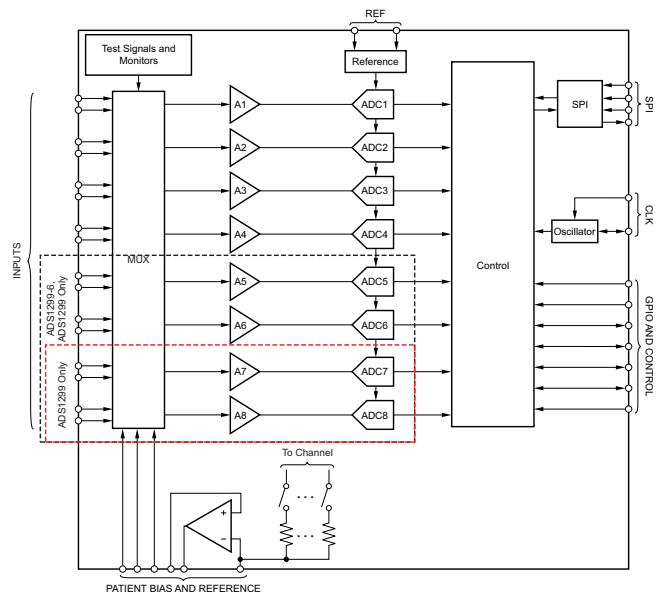 REF
Test Signals and
Monitors
Reference
A1
ADC1
SPI
SPI
A2
ADC2
A3
ADC3
A4
ADC4
CLK
Oscillator
INPUTS
MUX
Control
ADS1299-6,
ADS1299 Only
A5
ADC5
A6
ADC6
GPIO AND CONTROL
ADS1299 Only
A7
ADC7
A8
ADC8
To Channel
+
−
PATIENT BIAS AND REFERENCE